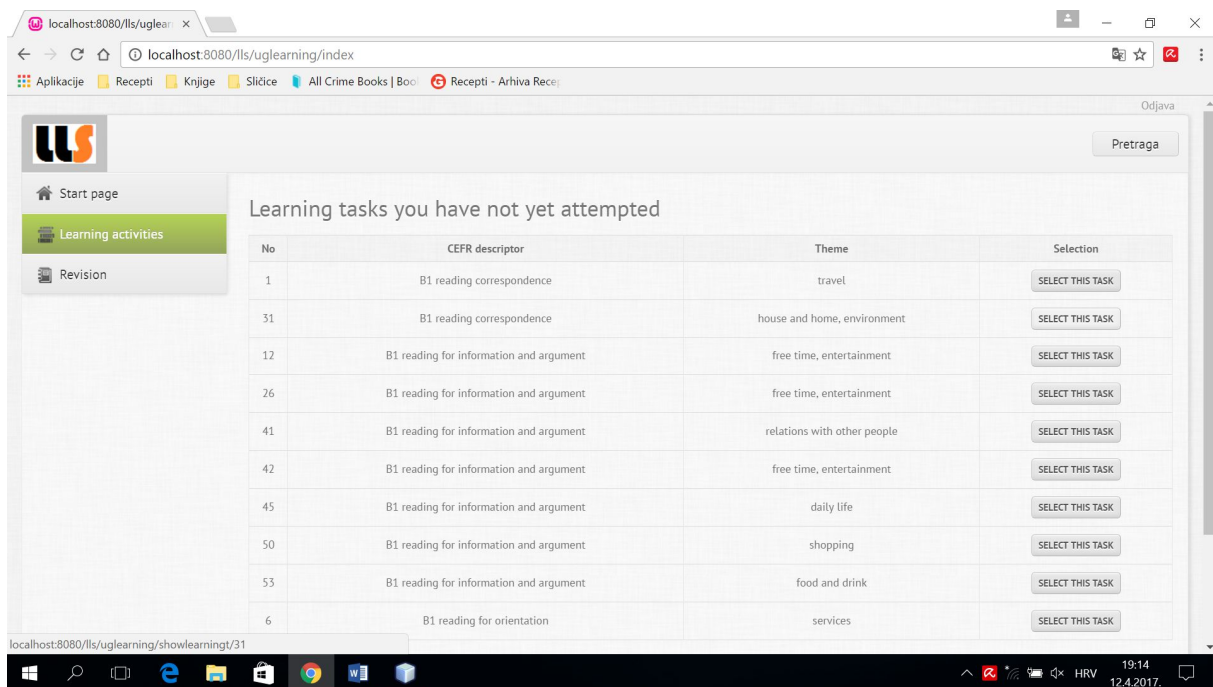 localhost:8080/lls/uglear
localhost:8080/lls/uglearning/index
Aplikacije Recepti Knjige Sličice All Crime Books | Boo Recepti - Arhiva Rece
Odjava
LLS
Pretraga
Start page
Learning activities
Revision
Learning tasks you have not yet attempted
No CEFR descriptor Theme Selection
1 B1 reading correspondence travel SELECT THIS TASK
31 B1 reading correspondence house and home, environment SELECT THIS TASK
12 B1 reading for information and argument free time, entertainment SELECT THIS TASK
26 B1 reading for information and argument free time, entertainment SELECT THIS TASK
41 B1 reading for information and argument relations with other people SELECT THIS TASK
42 B1 reading for information and argument free time, entertainment SELECT THIS TASK
45 B1 reading for information and argument daily life SELECT THIS TASK
50 B1 reading for information and argument shopping SELECT THIS TASK
53 B1 reading for information and argument food and drink SELECT THIS TASK
6 B1 reading for orientation services SELECT THIS TASK
localhost:8080/lls/uglearning/showlearningt/31
HRV
19:14
12.4.2017.